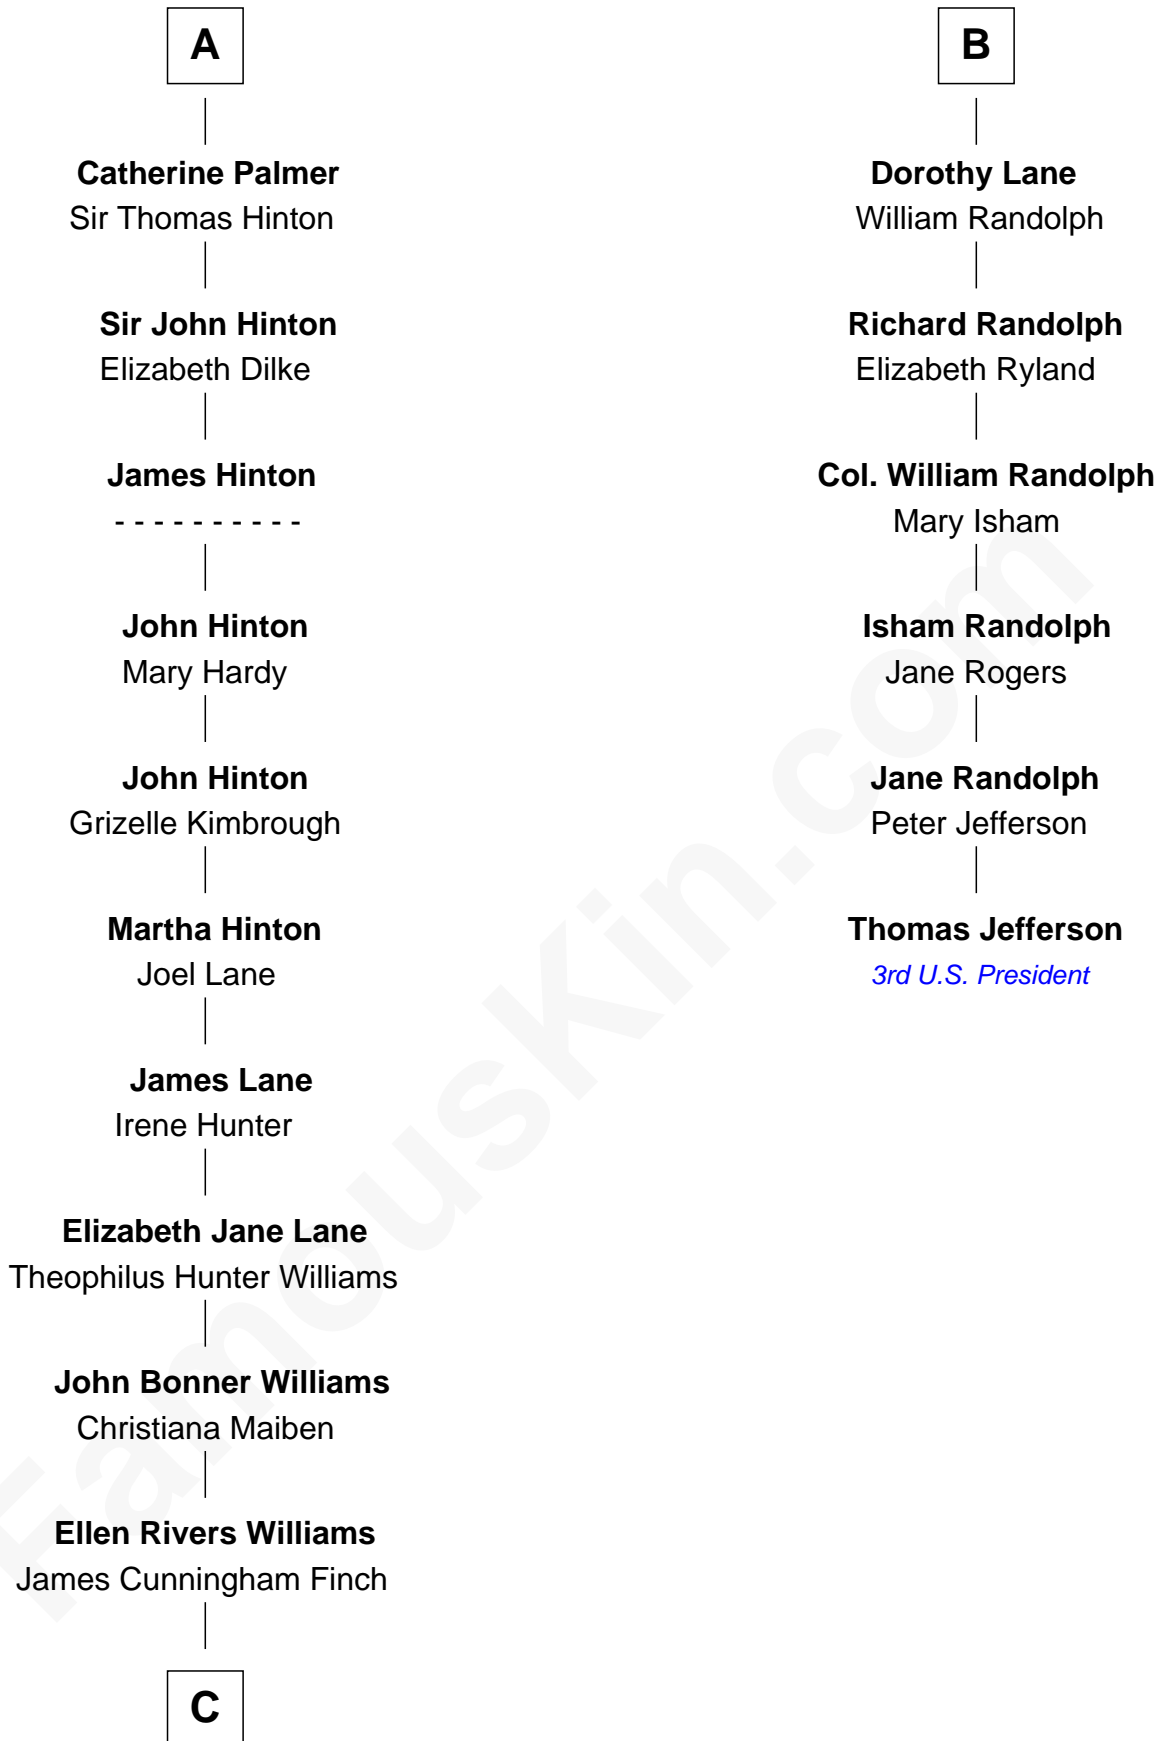 A
Catherine Palmer
Sir Thomas Hinton
Sir John Hinton
Elizabeth Dilke
James Hinton
- - - - - - - - - -
John Hinton
Mary Hardy
John Hinton
Grizelle Kimbrough
Martha Hinton
Joel Lane
James Lane
Irene Hunter
Elizabeth Jane Lane
Theophilus Hunter Williams
John Bonner Williams
Christiana Maiben
Ellen Rivers Williams
James Cunningham Finch
C
B
Dorothy Lane
William Randolph
Richard Randolph
Elizabeth Ryland
Col. William Randolph
Mary Isham
Isham Randolph
Jane Rogers
Jane Randolph
Peter Jefferson
Thomas Jefferson
3rd U.S. President
FamousKin.com